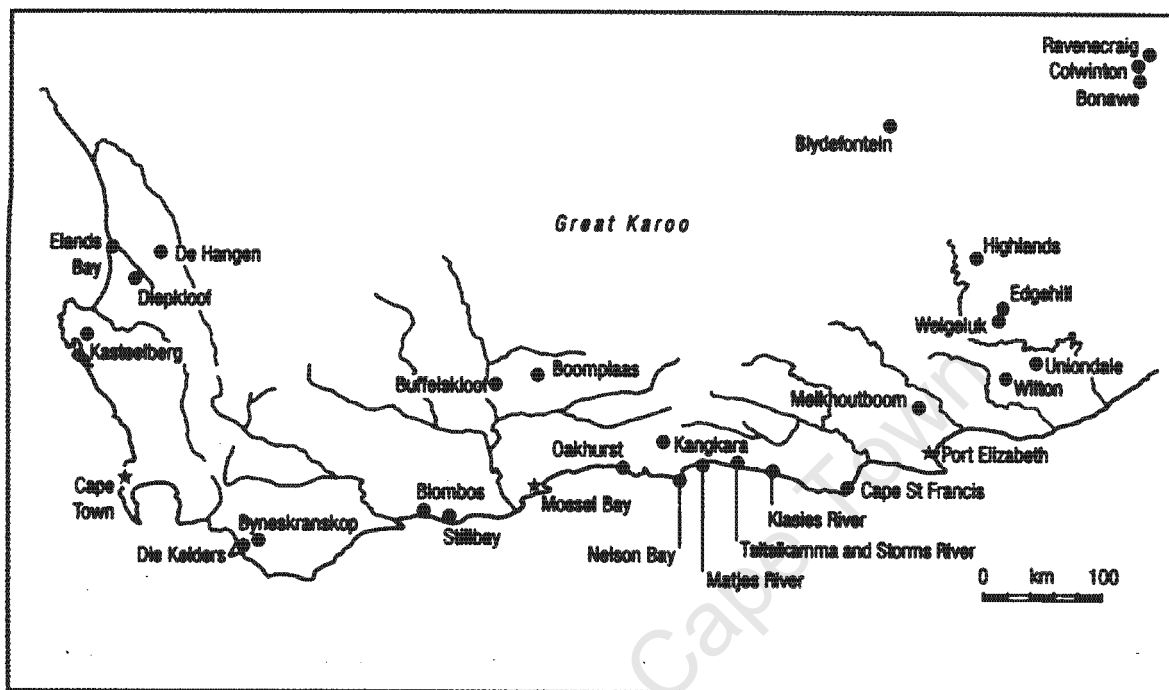 Ravenscraig
Colwinton
Bonawe
Blydefontein
Great Karoo
Elands
Bay
De Hangen
Diepkloof
Highlands
Edgehill
Welgeluk
Kasteelberg
Uniondale
Wilton
Buffelskloof
Boomplaas
Melkhoutboom
Oakhurst
Kangkara
Port Elizabeth
Cape
Town
Blombos
Mossel Bay
Cape St Francis
Byneskranskop
Stillbay
Klasies River
Die Kelders
Nelson Bay
Tsitsikamma and Storms River
Matjes River
0 km 100
Cape Town